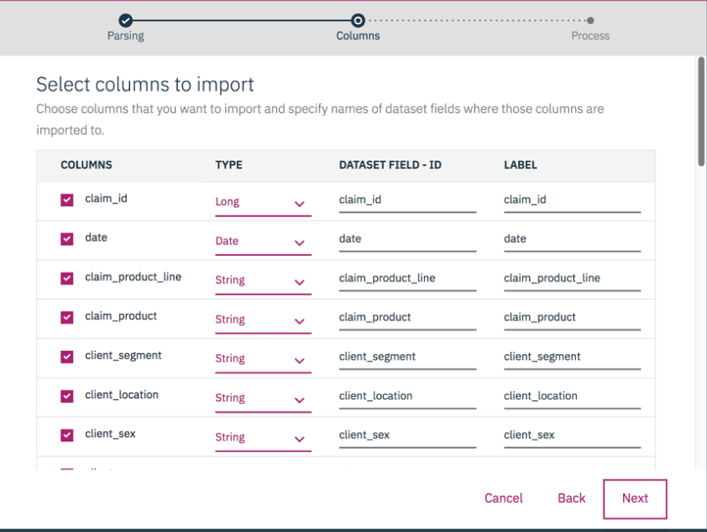 Parsing
Columns
Process
Select columns to import
Choose columns that you want to import and specify names of dataset fields where those columns are
imported to.
COLUMNS TYPE DATASET FIELD - ID LABEL
claim_id Long claim_id claim_id
date Date date date
claim_product_line String claim_product_line claim_product_line
claim_product String claim_product claim_product
client_segment String client_segment client_segment
client_location String client_location client_location
client_sex String client_sex client_sex
Cancel Back Next